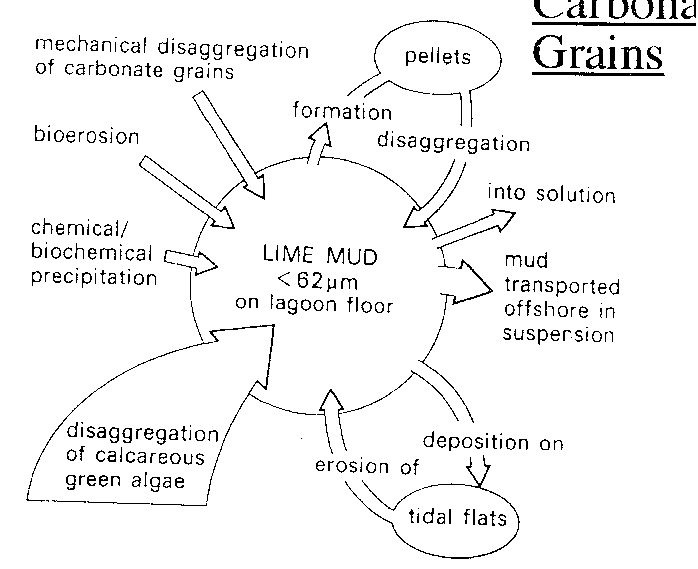 Grains
mechanical disaggregation
of carbonate grains
pellets
formation
bioerosion
disaggregation
into solution
chemical/
biochemical
precipitation
LIME MUD
<62µm
on lagoon floor
mud
transported
offshore in
suspension
disaggregation
of calcareous
green algae
deposition on
erosion of
tidal flats